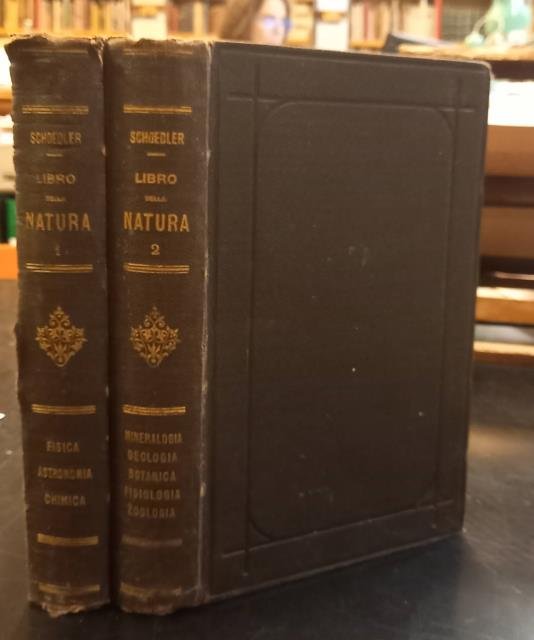 SCHOEDLER
LIBRO
DELLA
NATURA
1
FISICA
ASTRONOMIA
CHIMICA
SCHOEDLER
LIBRO
DELLA
NATURA
2
MINERALOGIA
GEOLOGIA
BOTANICA
FISIOLOGIA
ZOOLOGIA